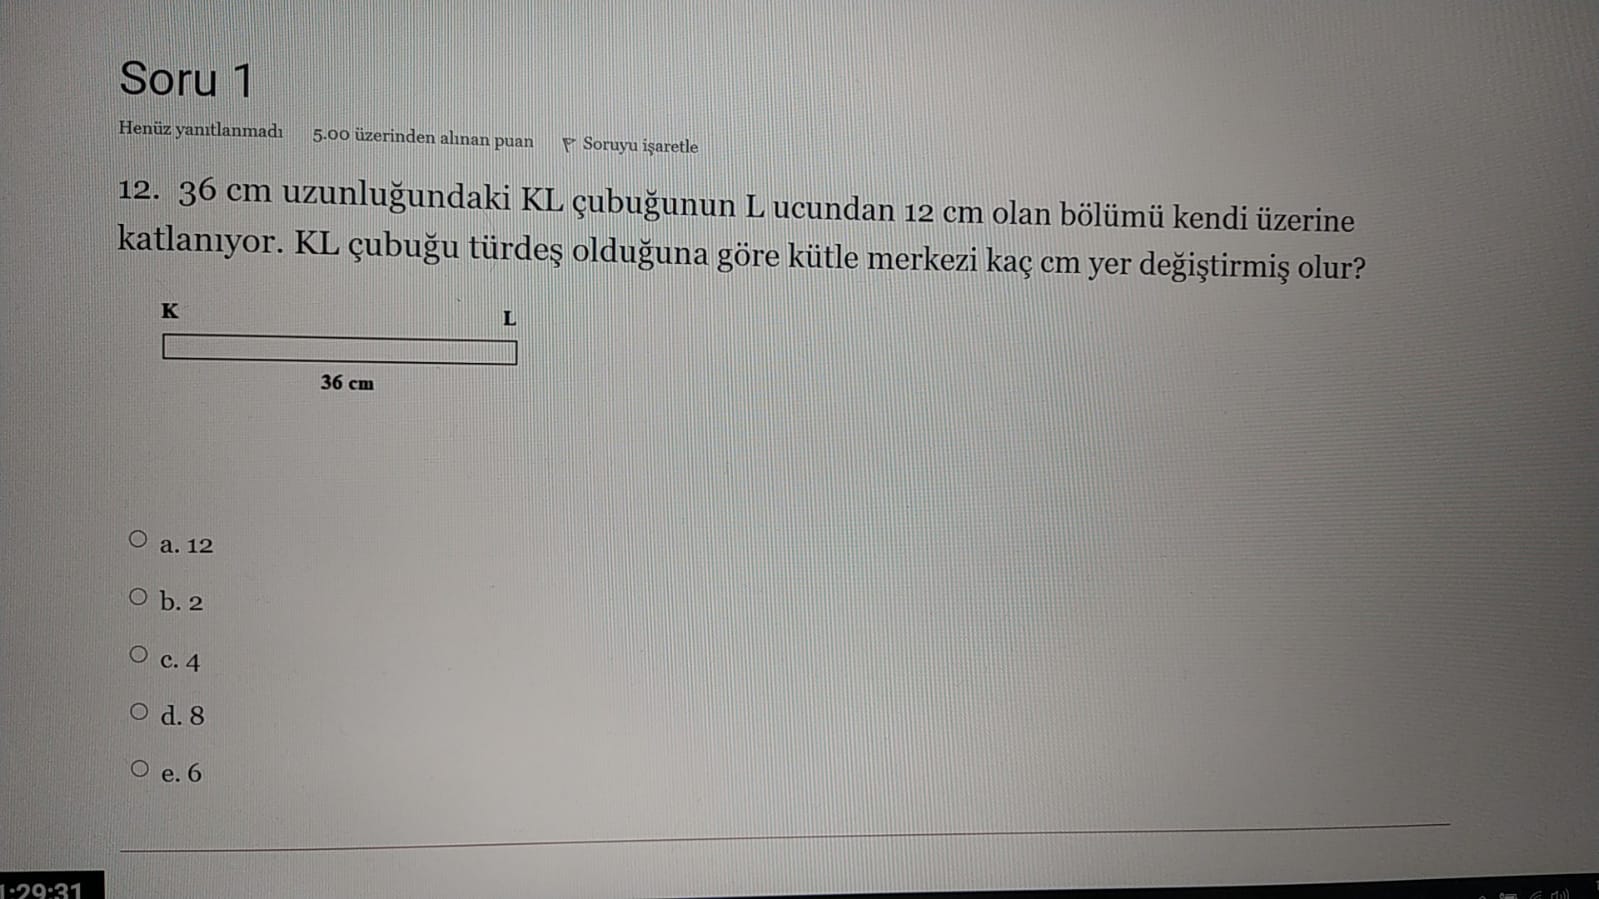 Soru 1
Henüz yanıtlanmadı 5.00 üzerinden alınan puan Soruyu işaretle
12. 36 cm uzunluğundaki KL çubuğunun L ucundan 12 cm olan bölümü kendi üzerine
katlanıyor. KL çubuğu türdeş olduğuna göre kütle merkezi kaç cm yer değiştirmiş olur?
K L
36 cm
a. 12
b. 2
c. 4
d. 8
e. 6
1:29:31